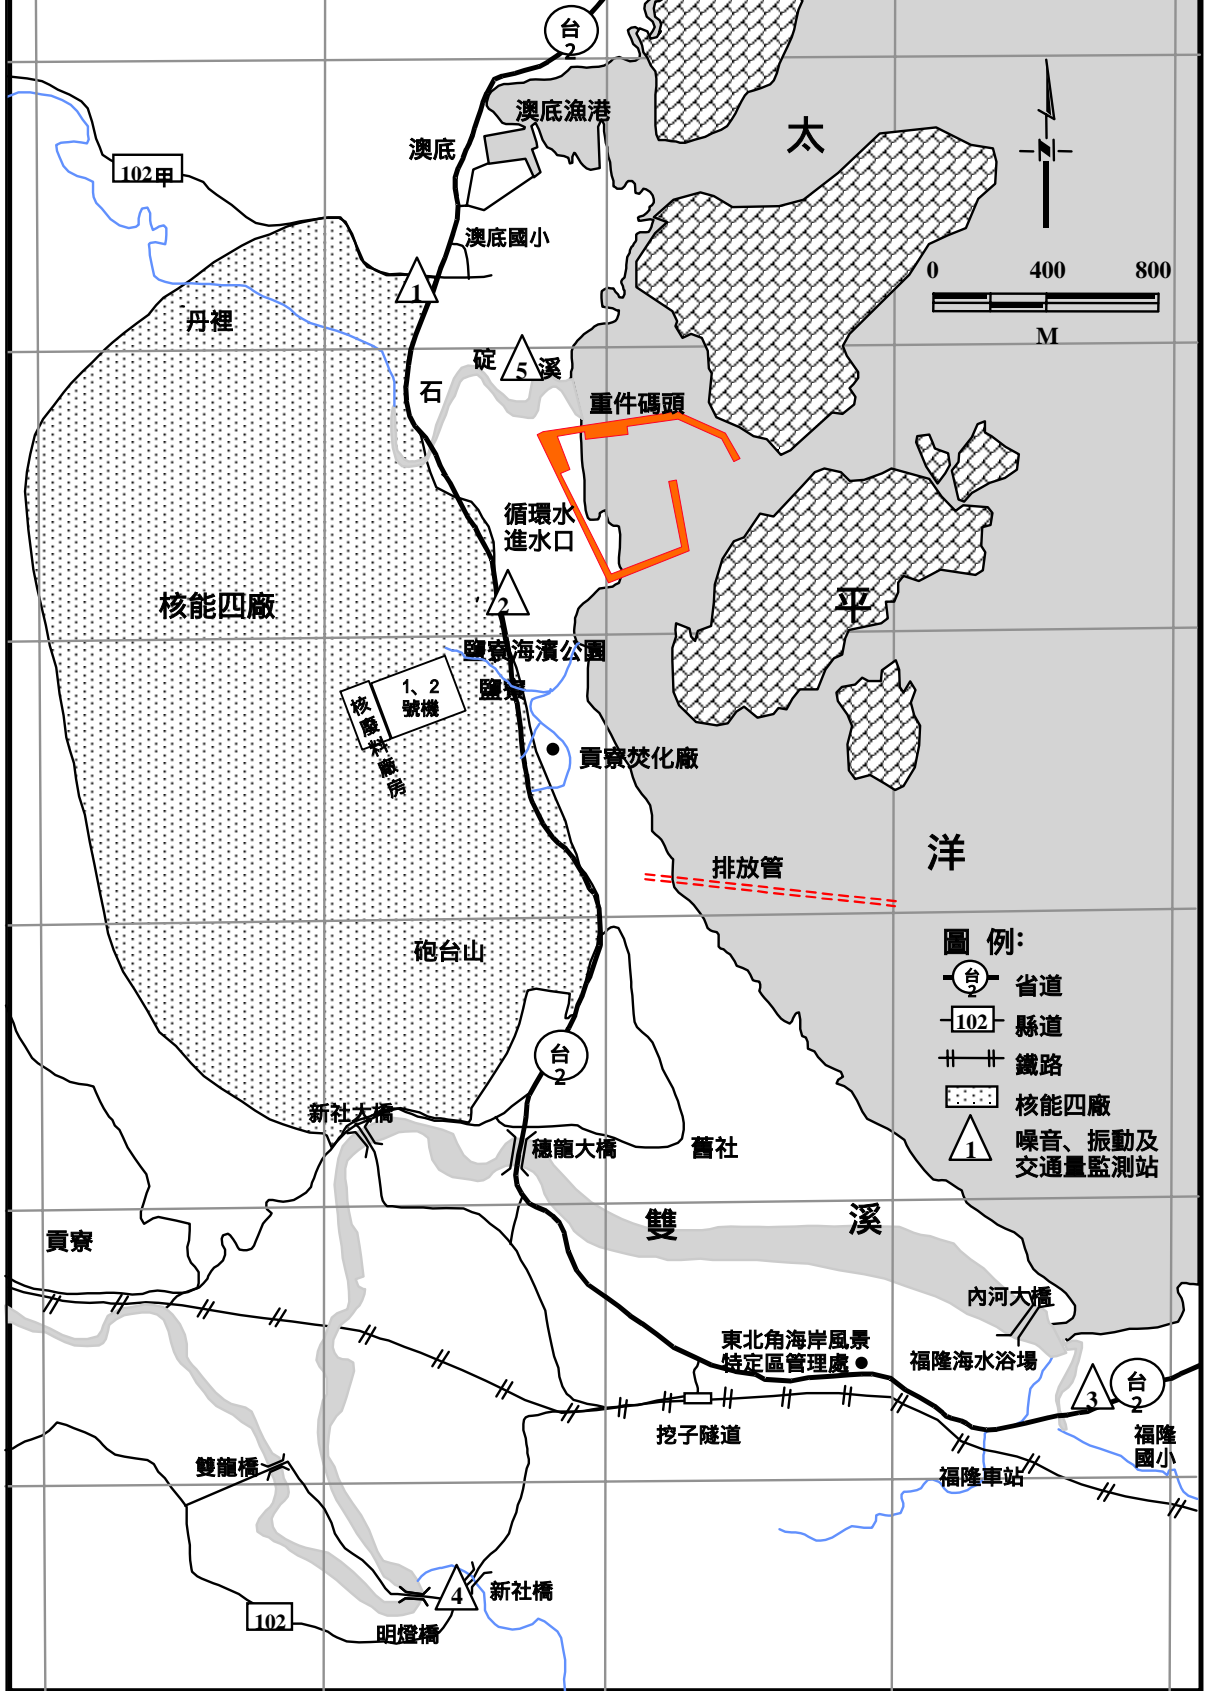 台
2
澳底漁港
太
澳底
102甲
N
澳底國小
0 400 800
M
1
丹裡
碇
5
溪
石
重件碼頭
循環水
進水口
核能四廠
2
平
鹽寮海濱公園
鹽寮
1、2
號機
核廢料廠房
貢寮焚化廠
洋
排放管
砲台山
圖 例:
台
2
省道
102
縣道
鐵路
核能四廠
1
噪音、振動及
交通量監測站
台
2
新社大橋
穗龍大橋
舊社
雙
溪
貢寮
內河大橋
東北角海岸風景
特定區管理處
福隆海水浴場
3
台
2
挖子隧道
福隆
國小
福隆車站
雙龍橋
4
新社橋
102
明燈橋